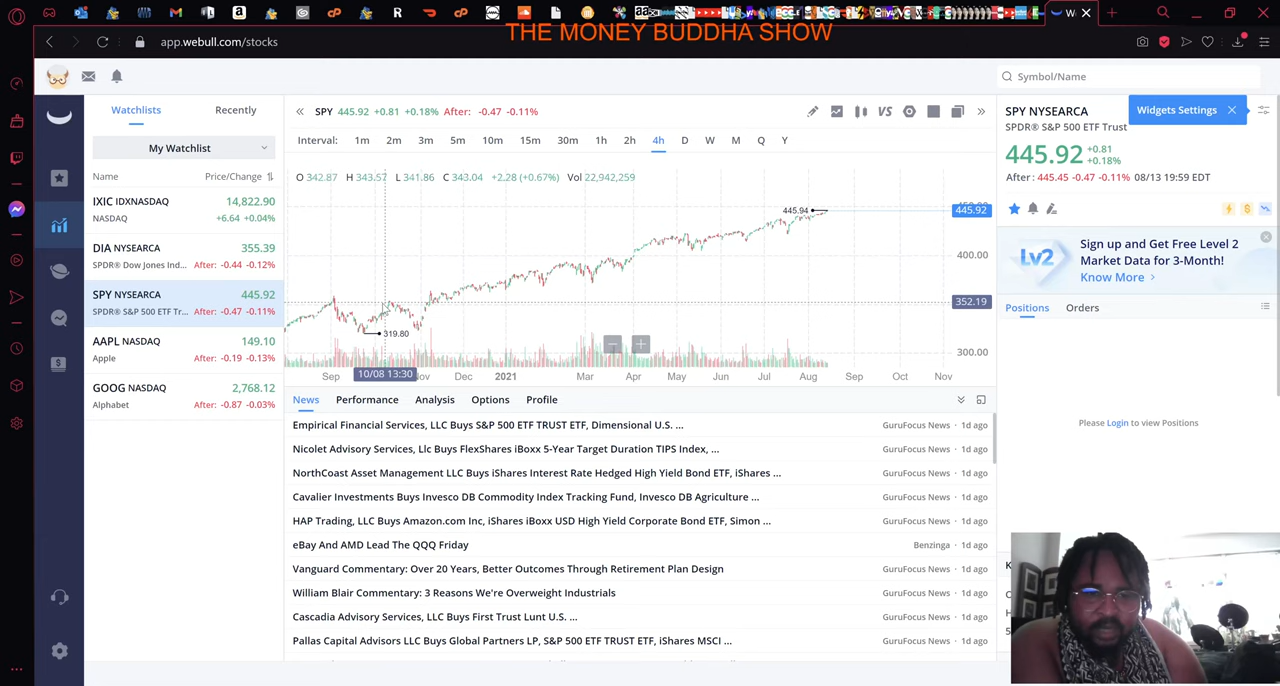 THE MONEY BUDDHA SHOW
app.webull.com/stocks
Symbol/Name
Watchlists Recently
My Watchlist
Name Price/Change
IXIC IDXNASDAQ 14,822.90
NASDAQ +6.64 +0.04%
DIA NYSEARCA 355.39
SPDR® Dow Jones Ind... After: -0.44 -0.12%
SPY NYSEARCA 445.92
SPDR® S&P 500 ETF Tr... After: -0.47 -0.11%
AAPL NASDAQ 149.10
Apple After: -0.19 -0.13%
GOOG NASDAQ 2,768.12
Alphabet After: -0.87 -0.03%
SPY 445.92 +0.81 +0.18% After: -0.47 -0.11%
VS
Interval: 1m 2m 3m 5m 10m 15m 30m 1h 2h 4h D W M Q Y
O 342.87 H 343.57 L 341.86 C 343.04 +2.28 (+0.67%) Vol 22,942,259
445.94
445.92
400.00
352.19
319.80
300.00
Sep 10/08 13:30 Nov Dec 2021 Mar Apr May Jun Jul Aug Sep Oct Nov
News Performance Analysis Options Profile
Empirical Financial Services, LLC Buys S&P 500 ETF TRUST ETF, Dimensional U.S. ... GuruFocus News · 1d ago
Nicolet Advisory Services, Llc Buys FlexShares iBoxx 5-Year Target Duration TIPS Index, ... GuruFocus News · 1d ago
NorthCoast Asset Management LLC Buys iShares Interest Rate Hedged High Yield Bond ETF, iShares ... GuruFocus News · 1d ago
Cavalier Investments Buys Invesco DB Commodity Index Tracking Fund, Invesco DB Agriculture ... GuruFocus News · 1d ago
HAP Trading, LLC Buys Amazon.com Inc, iShares iBoxx USD High Yield Corporate Bond ETF, Simon ... GuruFocus News · 1d ago
eBay And AMD Lead The QQQ Friday Benzinga · 1d ago
Vanguard Commentary: Over 20 Years, Better Outcomes Through Retirement Plan Design GuruFocus News · 1d ago
William Blair Commentary: 3 Reasons We're Overweight Industrials GuruFocus News · 1d ago
Cascadia Advisory Services, LLC Buys First Trust Lunt U.S. ... GuruFocus News · 1d ago
Pallas Capital Advisors LLC Buys Global Partners LP, S&P 500 ETF TRUST ETF, iShares MSCI ... GuruFocus News · 1d ago
SPY NYSEARCA
Widgets Settings
SPDR® S&P 500 ETF Trust
445.92 +0.81
+0.18%
After: 445.45 -0.47 -0.11% 08/13 19:59 EDT
Lv2
Sign up and Get Free Level 2
Market Data for 3-Month!
Know More >
Positions Orders
Please Login to view Positions